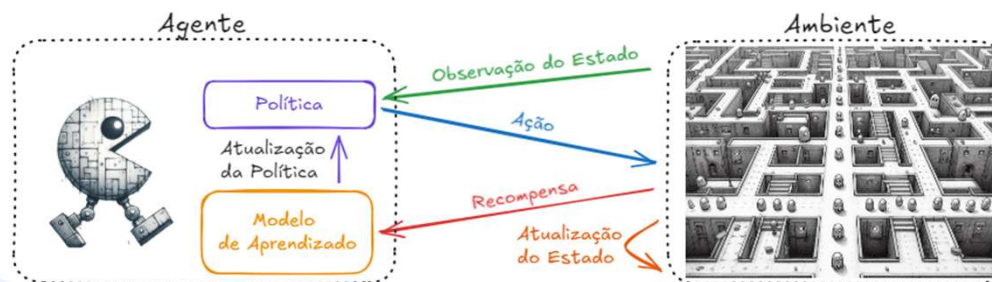 Agente
Ambiente
Observação do Estado
Política
Ação
Atualização
da Política
Recompensa
Modelo
de Aprendizado
Atualização
do Estado